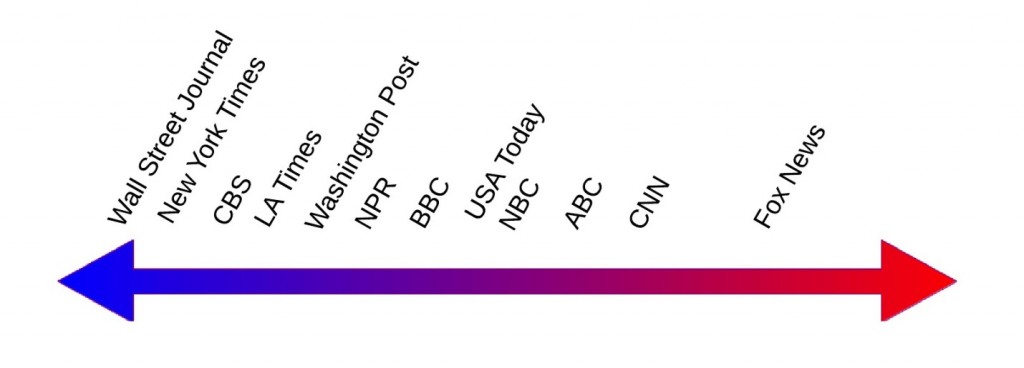 Wall Street Journal
New York Times
CBS
LA Times
Washington Post
NPR
BBC
USA Today
NBC
ABC
CNN
Fox News